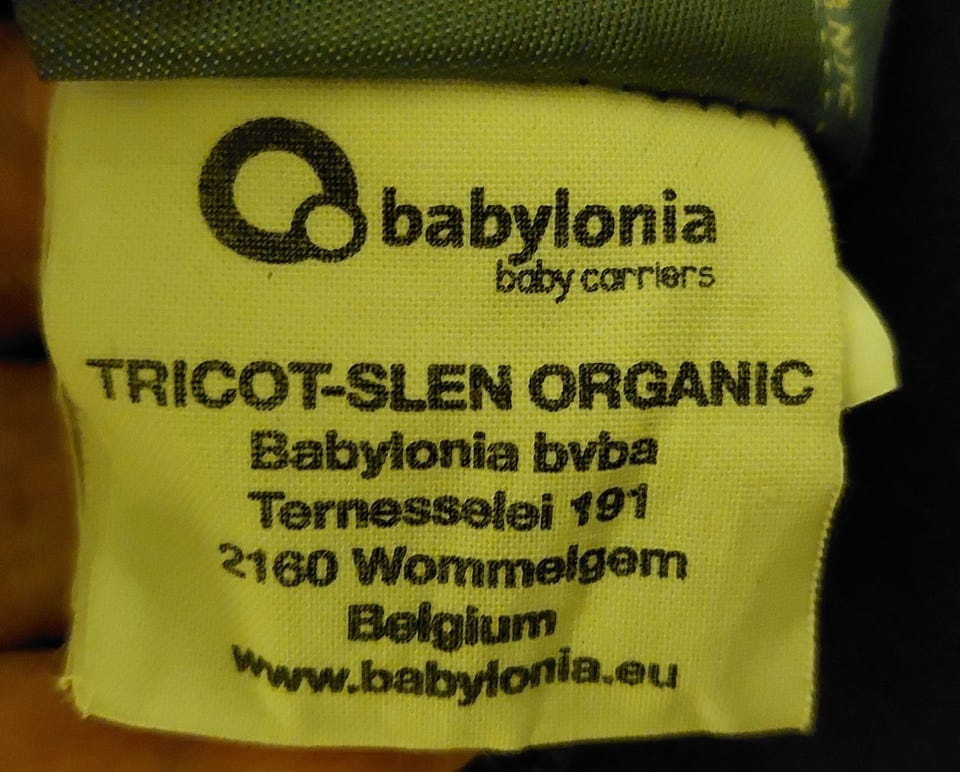 babylonia
baby carriers
TRICOT-SLEN ORGANIC
Babylonia bvba
Ternesselei 191
2160 Wommelgem
Belgium
www.babylonia.eu